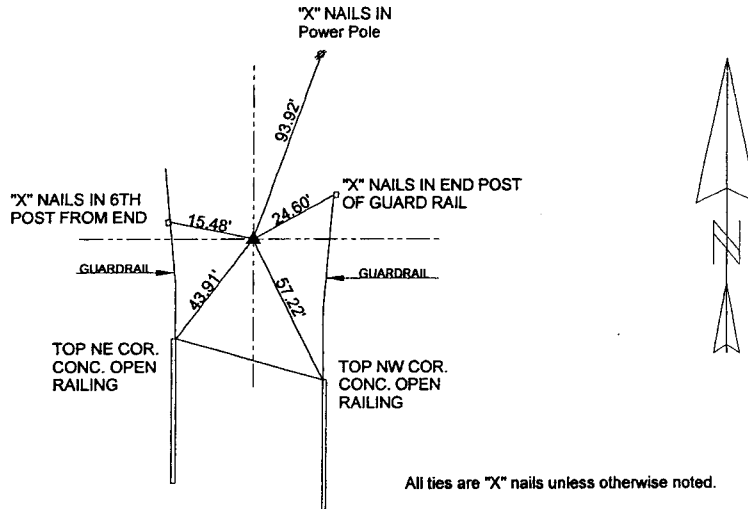 "X" NAILS IN
Power Pole
93.92'
"X" NAILS IN 6TH
POST FROM END
15.48'
24.60'
"X" NAILS IN END POST
OF GUARD RAIL
GUARDRAIL
43.91'
57.22'
GUARDRAIL
TOP NE COR.
CONC. OPEN
RAILING
TOP NW COR.
CONC. OPEN
RAILING
N
All ties are "X" nails unless otherwise noted.